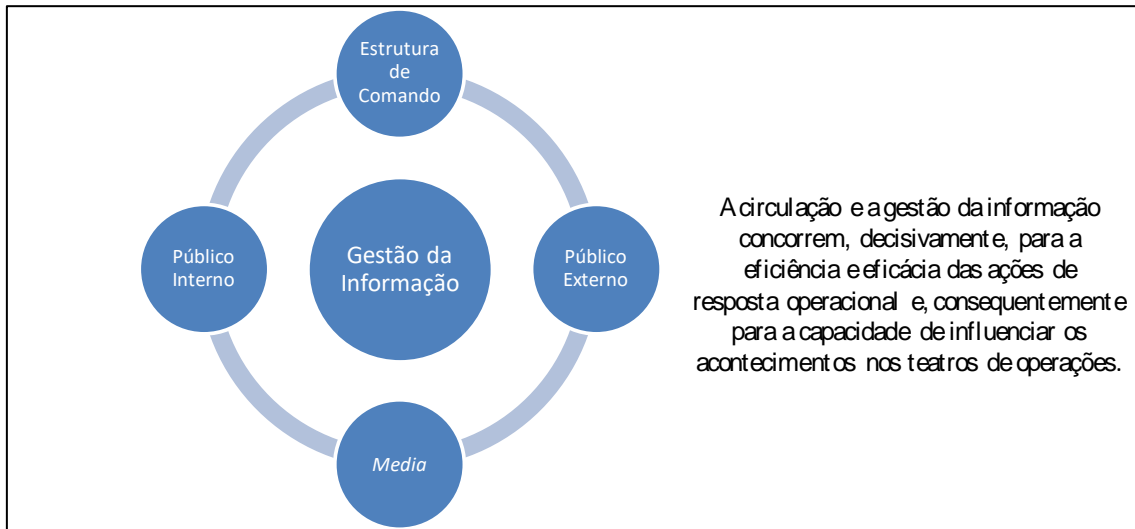 Estrutura
de
Comando
Público
Interno
Gestão da
Informação
Público
Externo
Media
A circulação e a gestão da informação
concorrem, decisivamente, para a
eficiência e eficácia das ações de
resposta operacional e, consequentemente
para a capacidade de influenciar os
acontecimentos nos teatros de operações.